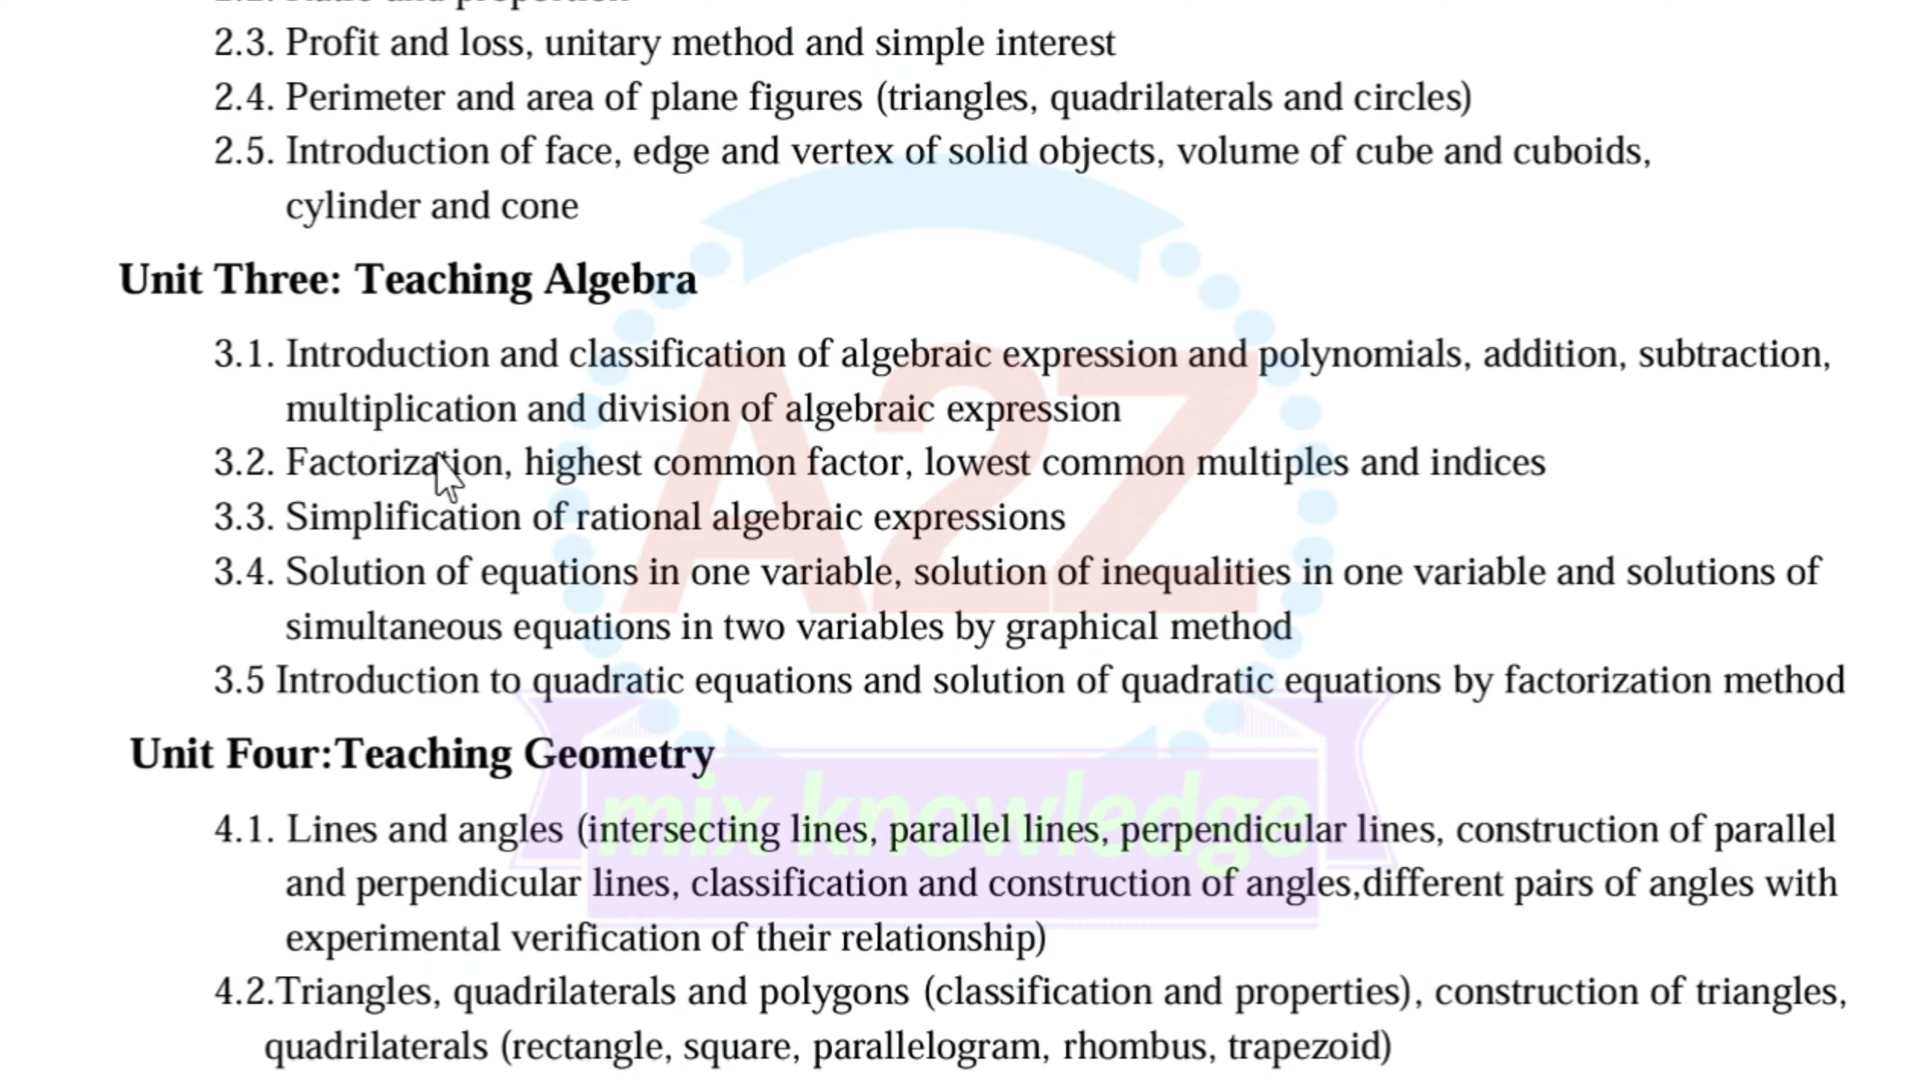 2.2. Ratio and proportion
2.3. Profit and loss, unitary method and simple interest
2.4. Perimeter and area of plane figures (triangles, quadrilaterals and circles)
2.5. Introduction of face, edge and vertex of solid objects, volume of cube and cuboids,
cylinder and cone
Unit Three: Teaching Algebra
3.1. Introduction and classification of algebraic expression and polynomials, addition, subtraction,
multiplication and division of algebraic expression
3.2. Factorization, highest common factor, lowest common multiples and indices
3.3. Simplification of rational algebraic expressions
A2Z
3.4. Solution of equations in one variable, solution of inequalities in one variable and solutions of
simultaneous equations in two variables by graphical method
3.5 Introduction to quadratic equations and solution of quadratic equations by factorization method
Unit Four:Teaching Geometry
mix knowledge
4.1. Lines and angles (intersecting lines, parallel lines, perpendicular lines, construction of parallel
and perpendicular lines, classification and construction of angles,different pairs of angles with
experimental verification of their relationship)
4.2.Triangles, quadrilaterals and polygons (classification and properties), construction of triangles,
quadrilaterals (rectangle, square, parallelogram, rhombus, trapezoid)